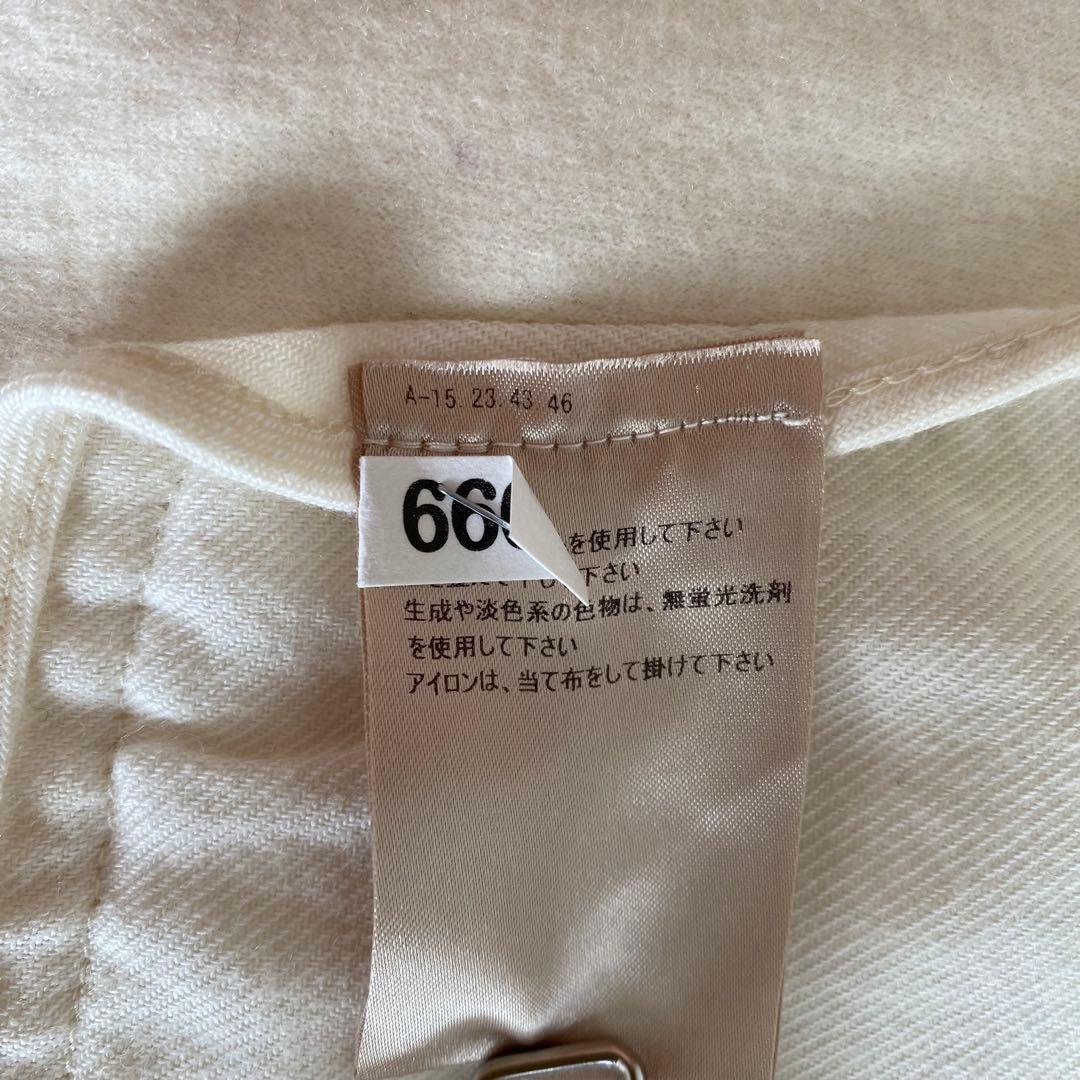 A-15 23.43 46
66
を使用して下さい
下さい
生成や淡色系の色物は、無蛍光洗剤
を使用して下さい
アイロンは、当て布をして掛けて下さい